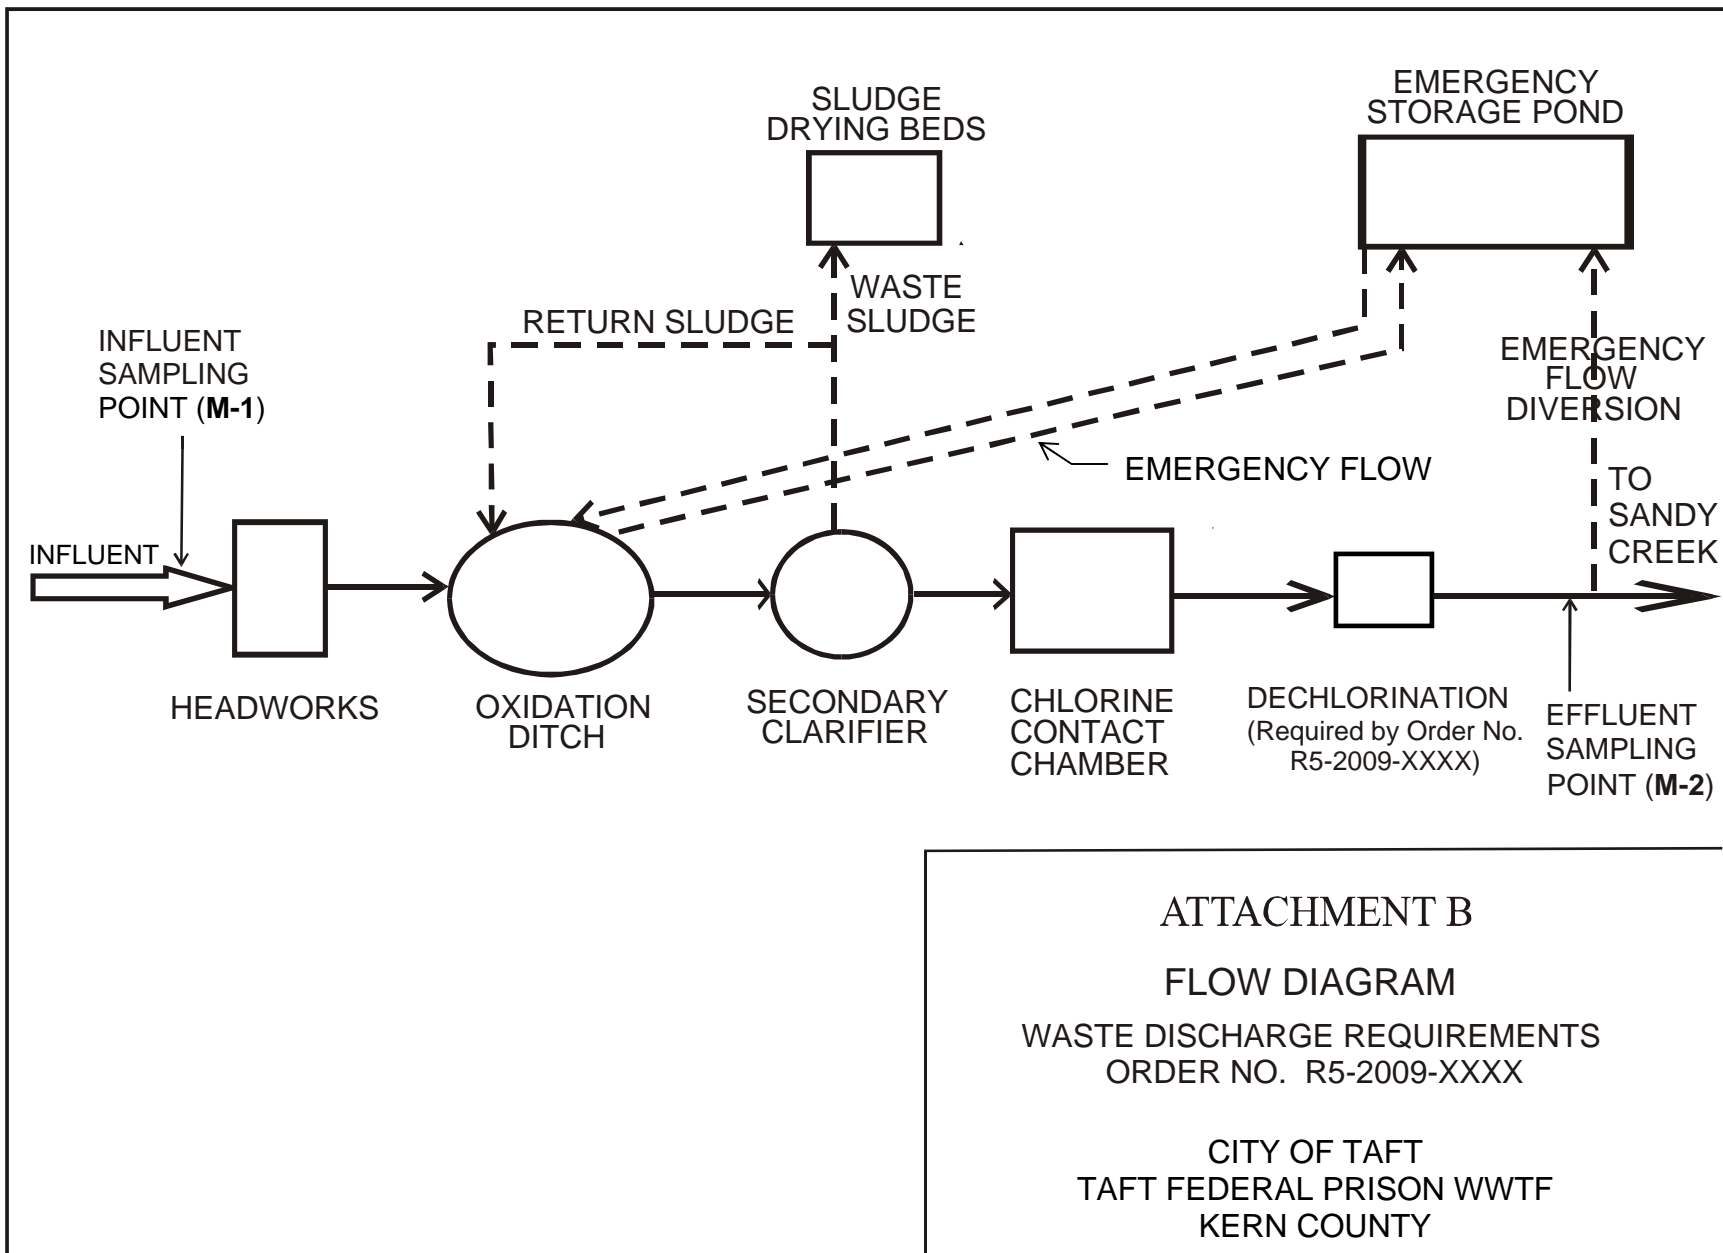 SLUDGE
DRYING BEDS
EMERGENCY
STORAGE POND
WASTE
SLUDGE
RETURN SLUDGE
INFLUENT
SAMPLING
POINT (M-1)
EMERGENCY
FLOW
DIVERSION
EMERGENCY FLOW
TO
SANDY
CREEK
INFLUENT
HEADWORKS
OXIDATION
DITCH
SECONDARY
CLARIFIER
CHLORINE
CONTACT
CHAMBER
DECHLORINATION
(Required by Order No.
R5-2009-XXXX)
EFFLUENT
SAMPLING
POINT (M-2)
ATTACHMENT B
FLOW DIAGRAM
WASTE DISCHARGE REQUIREMENTS
ORDER NO. R5-2009-XXXX
CITY OF TAFT
TAFT FEDERAL PRISON WWTF
KERN COUNTY